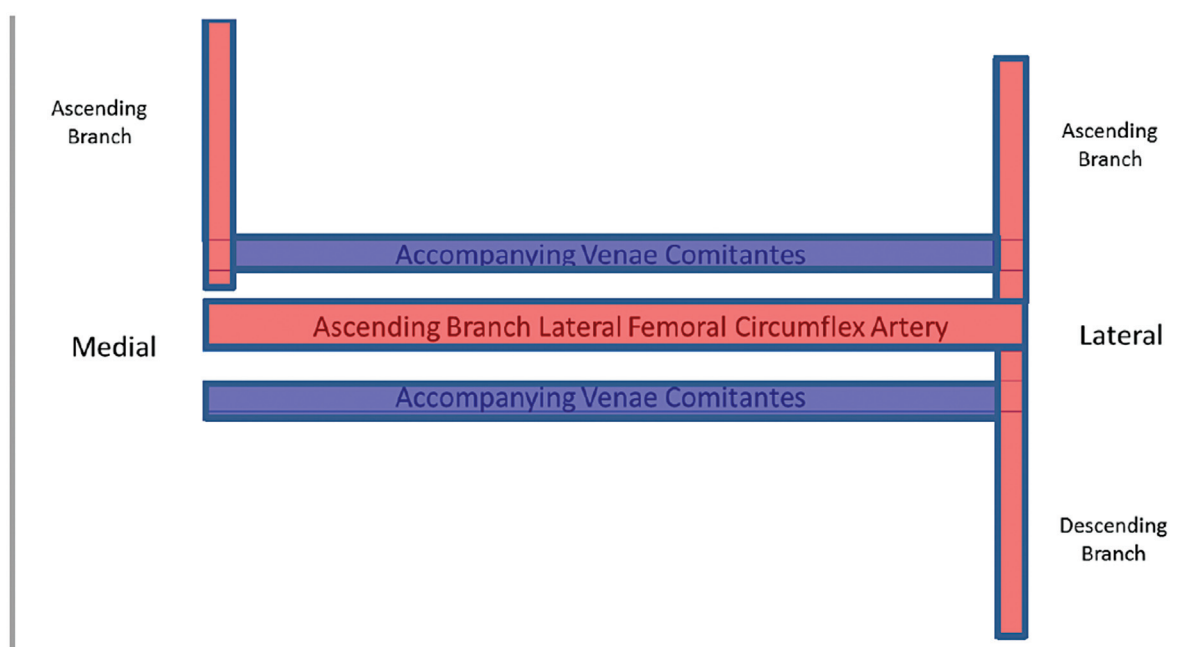 Ascending
Branch
Ascending
Branch
Accompanying Venae Comitantes
Ascending Branch Lateral Femoral Circumflex Artery
Medial
Lateral
Accompanying Venae Comitantes
Descending
Branch